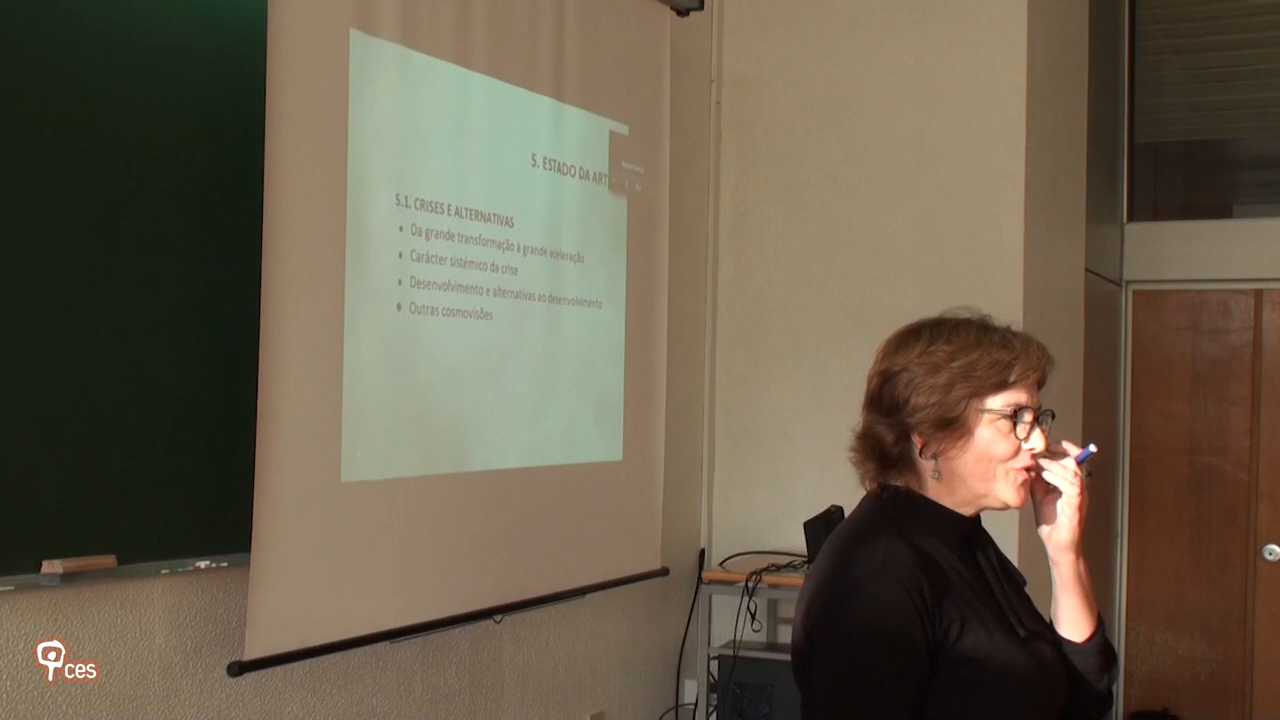 5. ESTADO DA ART
5.1. CRISES E ALTERNATIVAS
• Da grande transformação à grande aceleração
• Carácter sistémico da crise
• Desenvolvimento e alternativas ao desenvolvimento
• Outras cosmovisões
ces